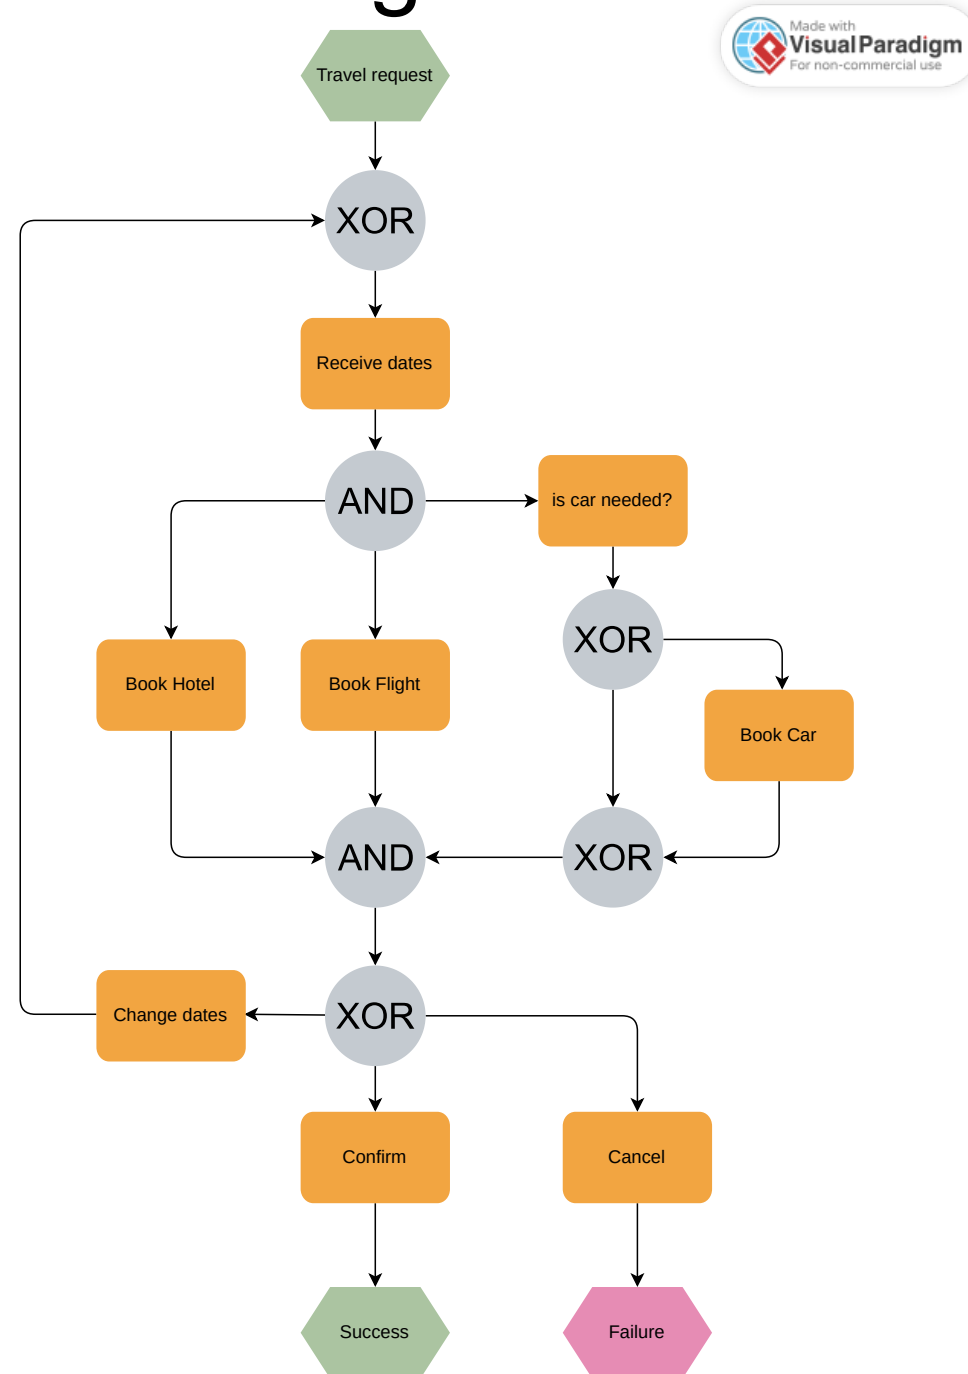 Made with
Visual Paradigm
For non-commercial use
Travel request
XOR
Receive dates
AND
is car needed?
XOR
Book Hotel
Book Flight
Book Car
AND
XOR
XOR
Change dates
Confirm
Cancel
Success
Failure